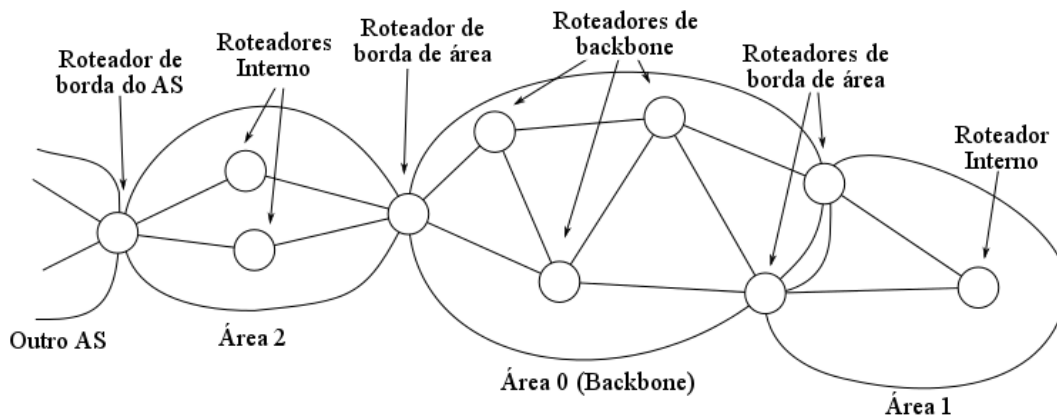 Roteador de
borda do AS
Roteadores
Interno
Roteador de
borda de área
Roteadores de
backbone
Roteadores de
borda de área
Roteador
Interno
Outro AS
Área 2
Área 0 (Backbone)
Área 1